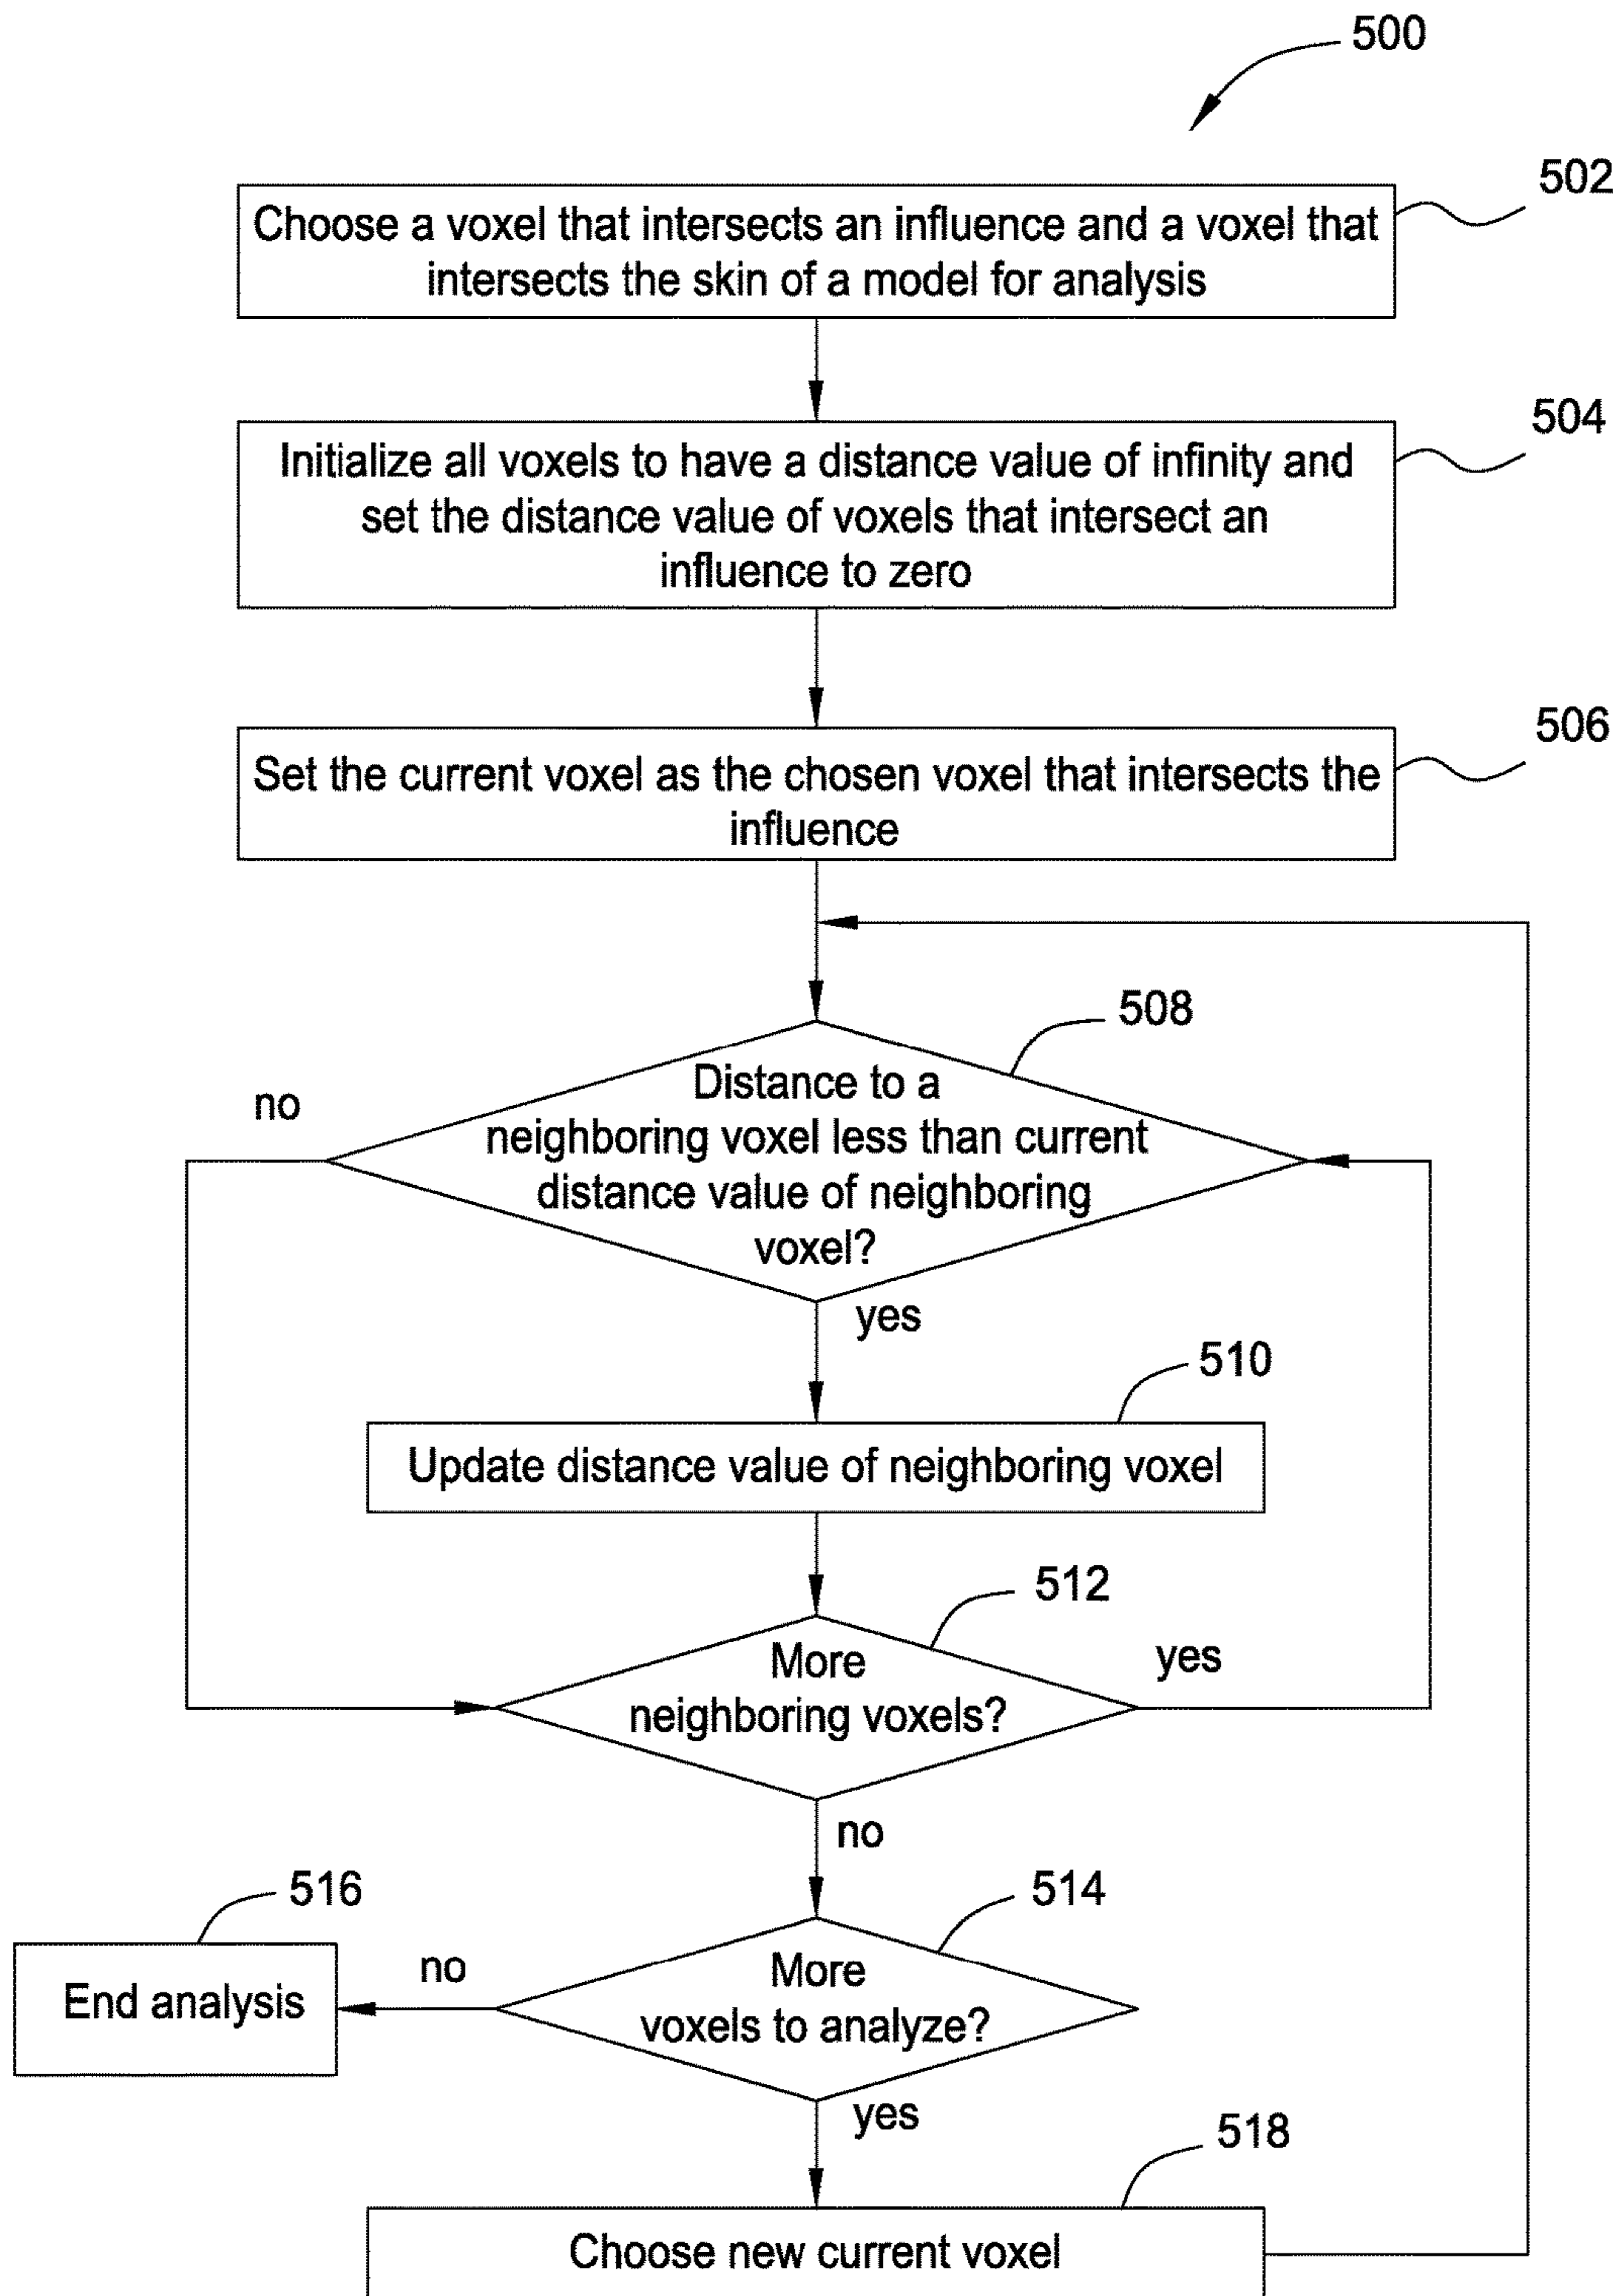 500
502
Choose a voxel that intersects an influence and a voxel that
intersects the skin of a model for analysis
504
Initialize all voxels to have a distance value of infinity and
set the distance value of voxels that intersect an
influence to zero
506
Set the current voxel as the chosen voxel that intersects the
influence
508
no
Distance to a
neighboring voxel less than current
distance value of neighboring
voxel?
yes
510
Update distance value of neighboring voxel
512
More
neighboring voxels?
yes
no
516
514
End analysis
no
More
voxels to analyze?
yes
518
Choose new current voxel